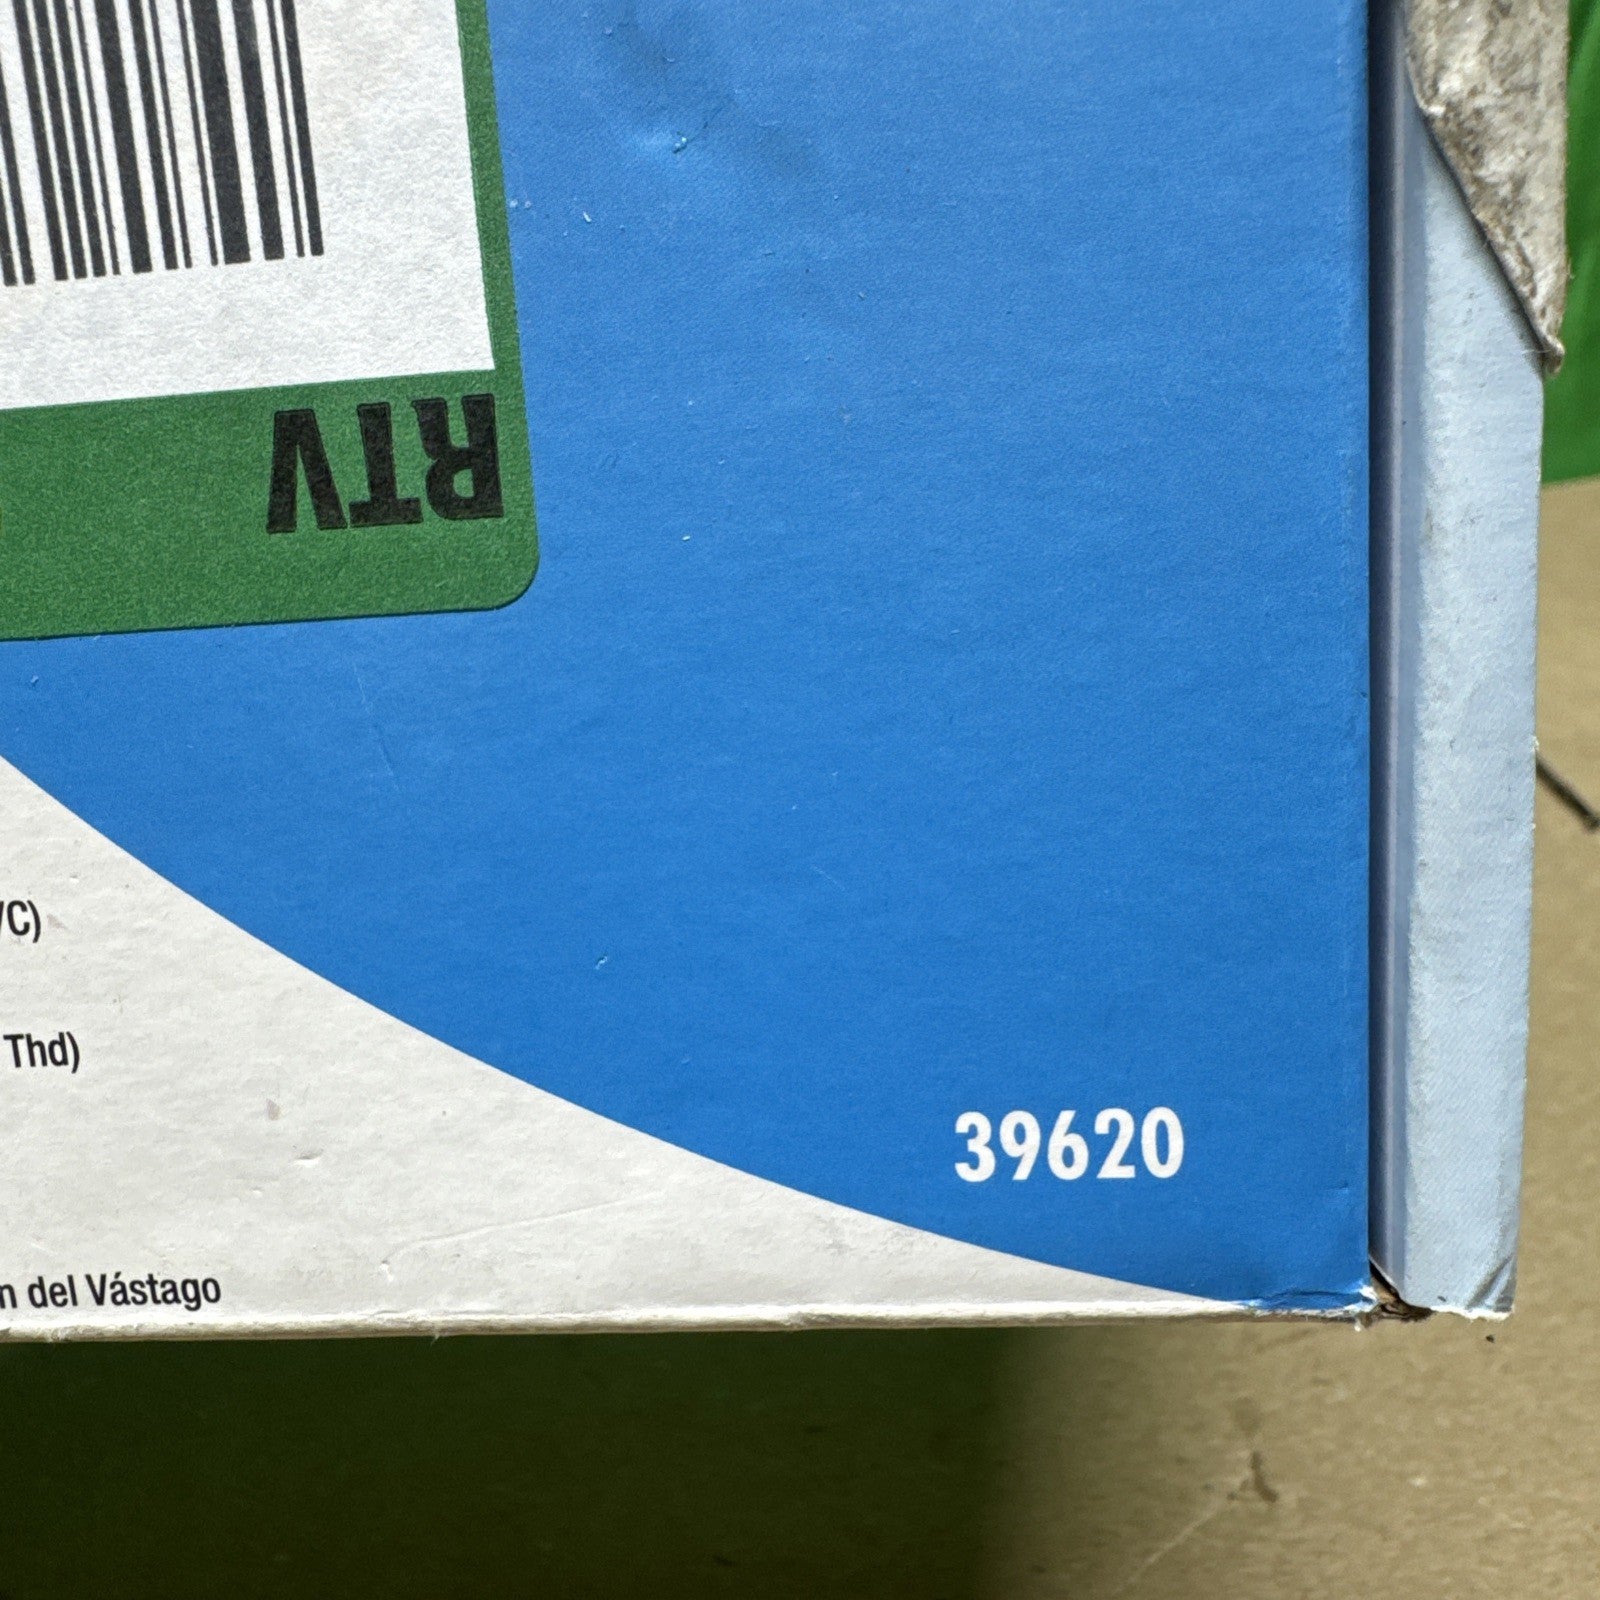 RTV
/C)
Thd)
39620
n del Vástago